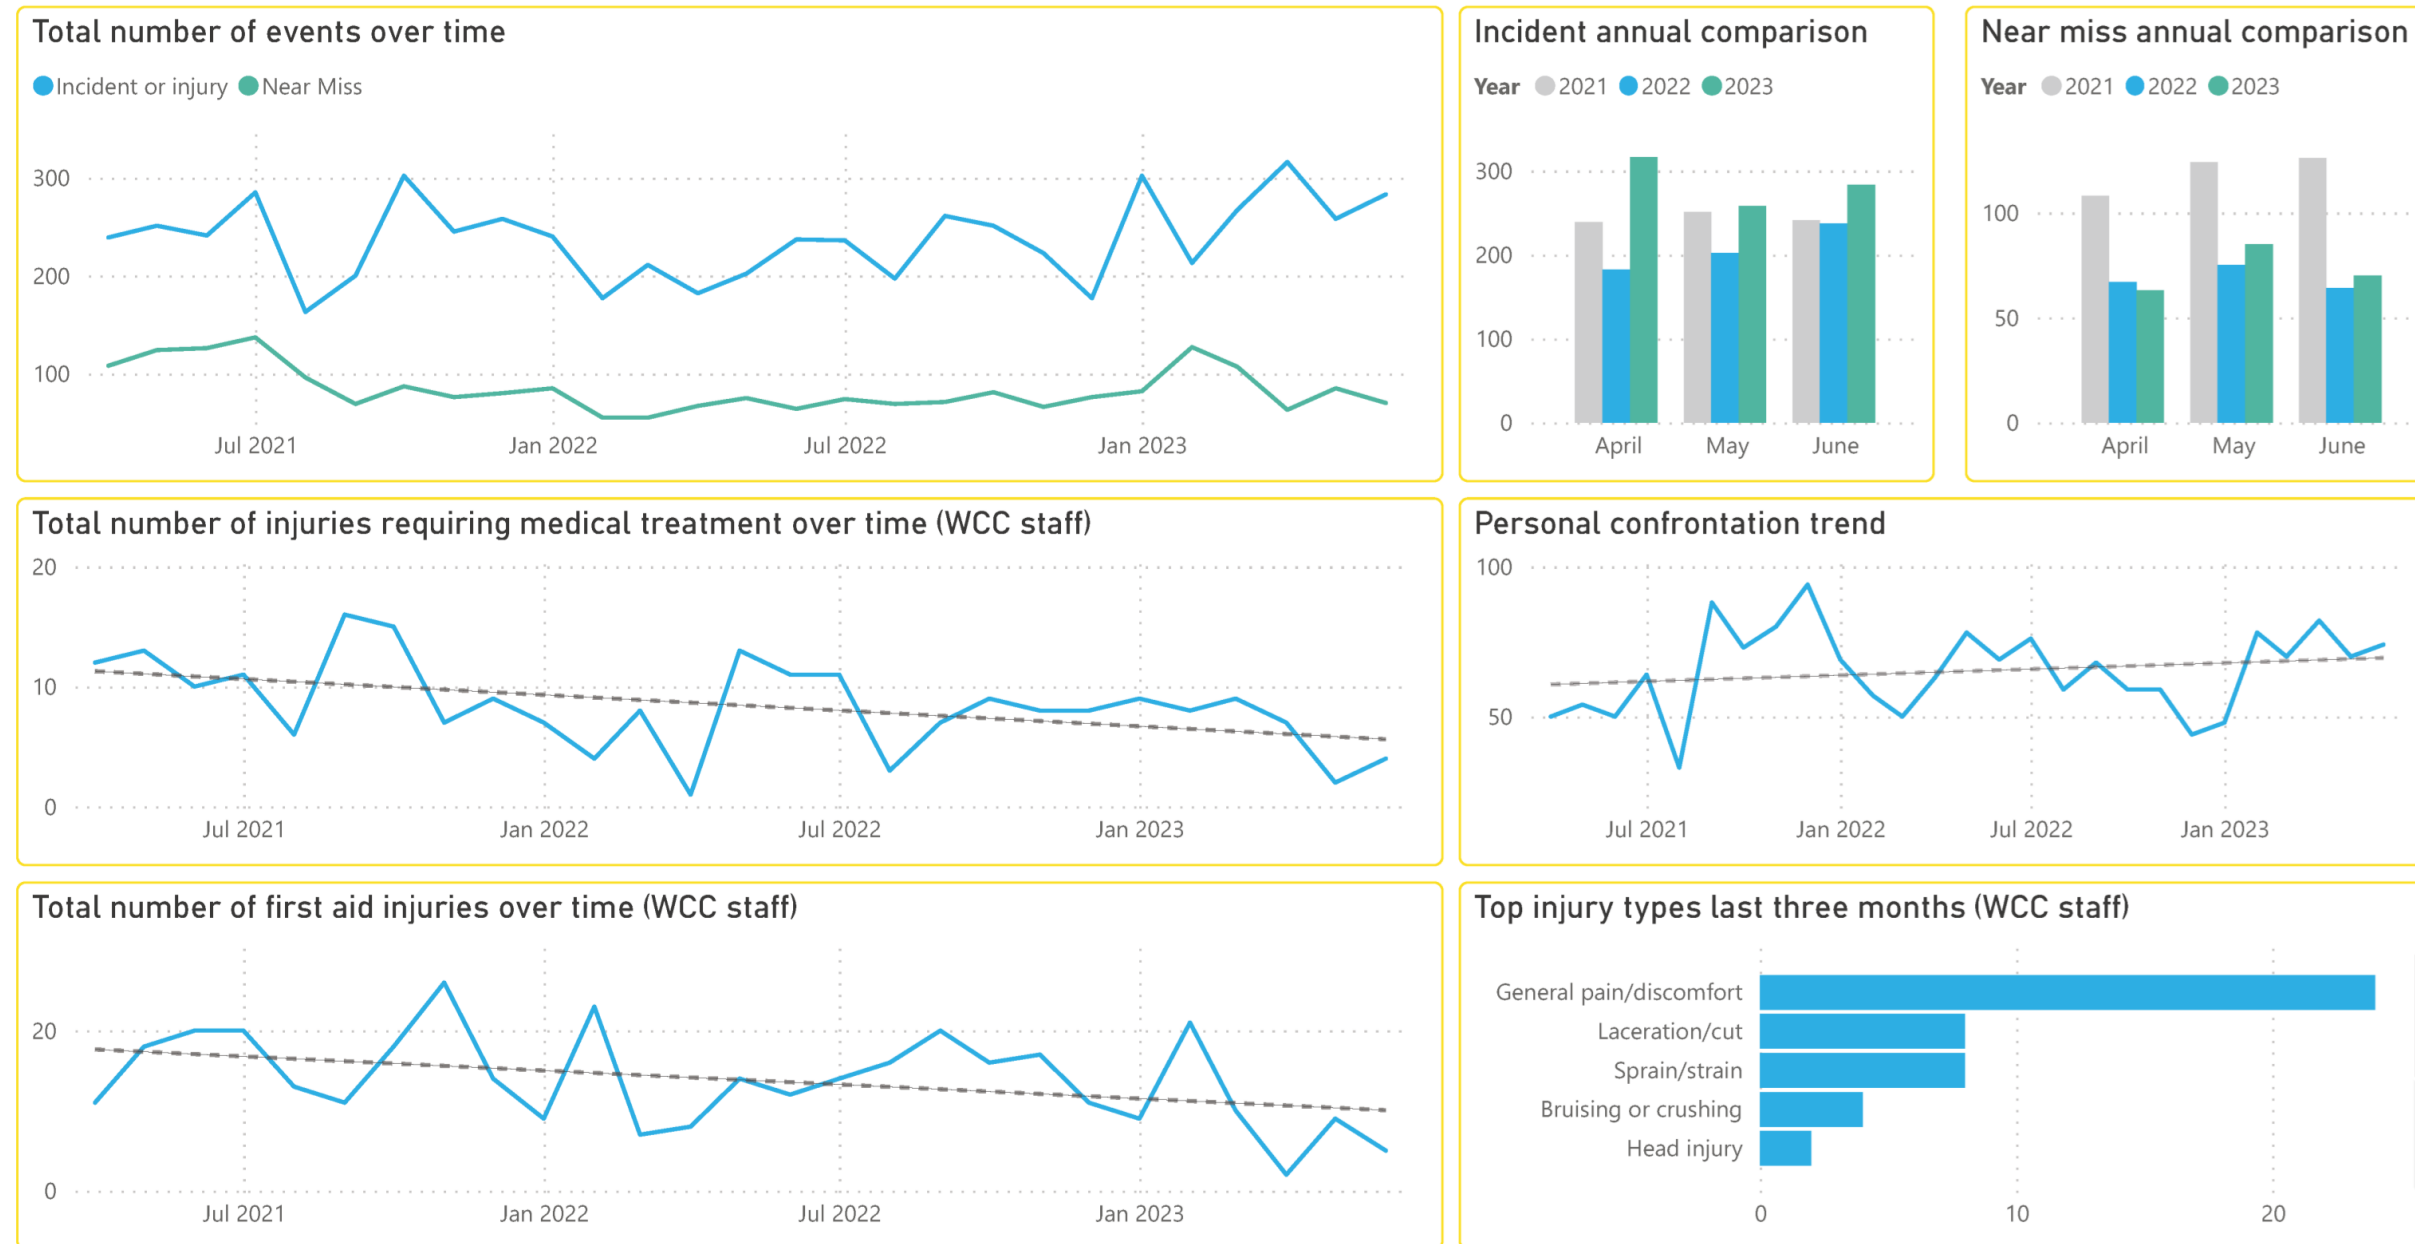 Total number of events over time
Incident or injury Near Miss
300
200
100
Jul 2021 Jan 2022 Jul 2022 Jan 2023
Incident annual comparison
Year 2021 2022 2023
300
200
100
0
April May June
Near miss annual comparison
Year 2021 2022 2023
100
50
0
April May June
Total number of injuries requiring medical treatment over time (WCC staff)
20
10
0
Jul 2021 Jan 2022 Jul 2022 Jan 2023
Personal confrontation trend
100
50
Jul 2021 Jan 2022 Jul 2022 Jan 2023
Total number of first aid injuries over time (WCC staff)
20
0
Jul 2021 Jan 2022 Jul 2022 Jan 2023
Top injury types last three months (WCC staff)
General pain/discomfort
Laceration/cut
Sprain/strain
Bruising or crushing
Head injury
0 10 20